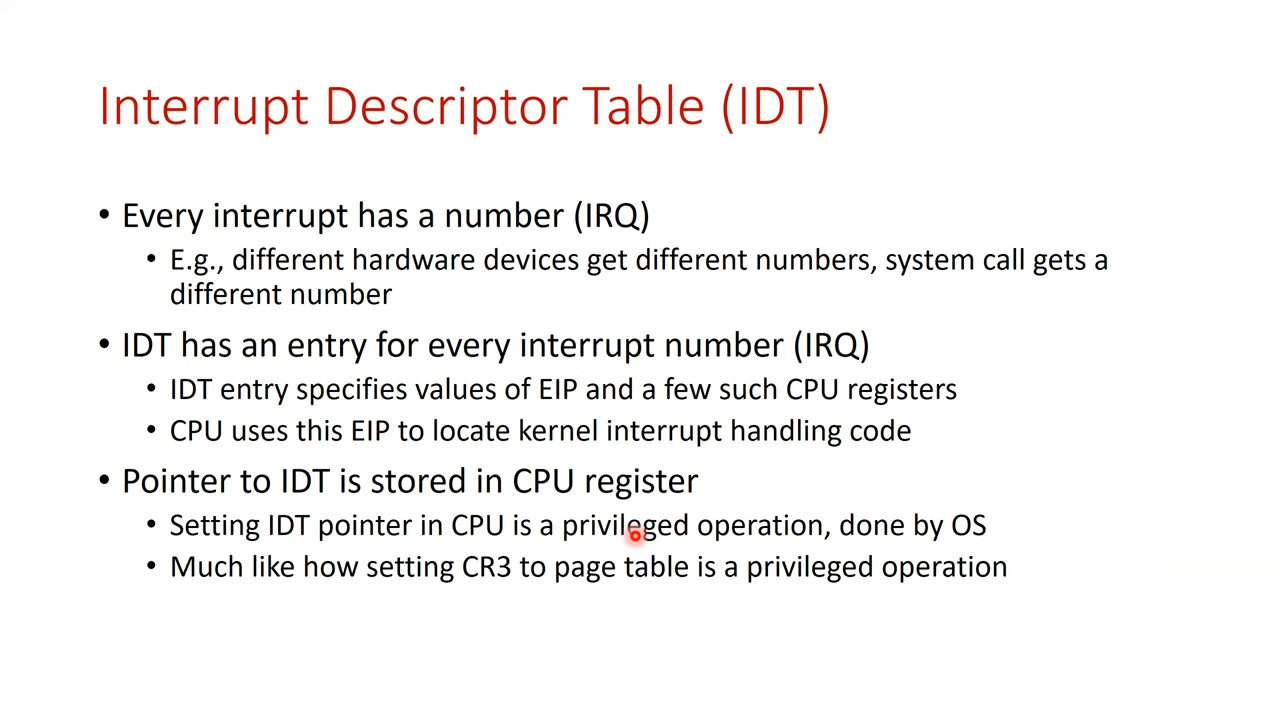 Interrupt Descriptor Table (IDT)
• Every interrupt has a number (IRQ)
• E.g., different hardware devices get different numbers, system call gets a
different number
• IDT has an entry for every interrupt number (IRQ)
• IDT entry specifies values of EIP and a few such CPU registers
• CPU uses this EIP to locate kernel interrupt handling code
• Pointer to IDT is stored in CPU register
• Setting IDT pointer in CPU is a privileged operation, done by OS
• Much like how setting CR3 to page table is a privileged operation